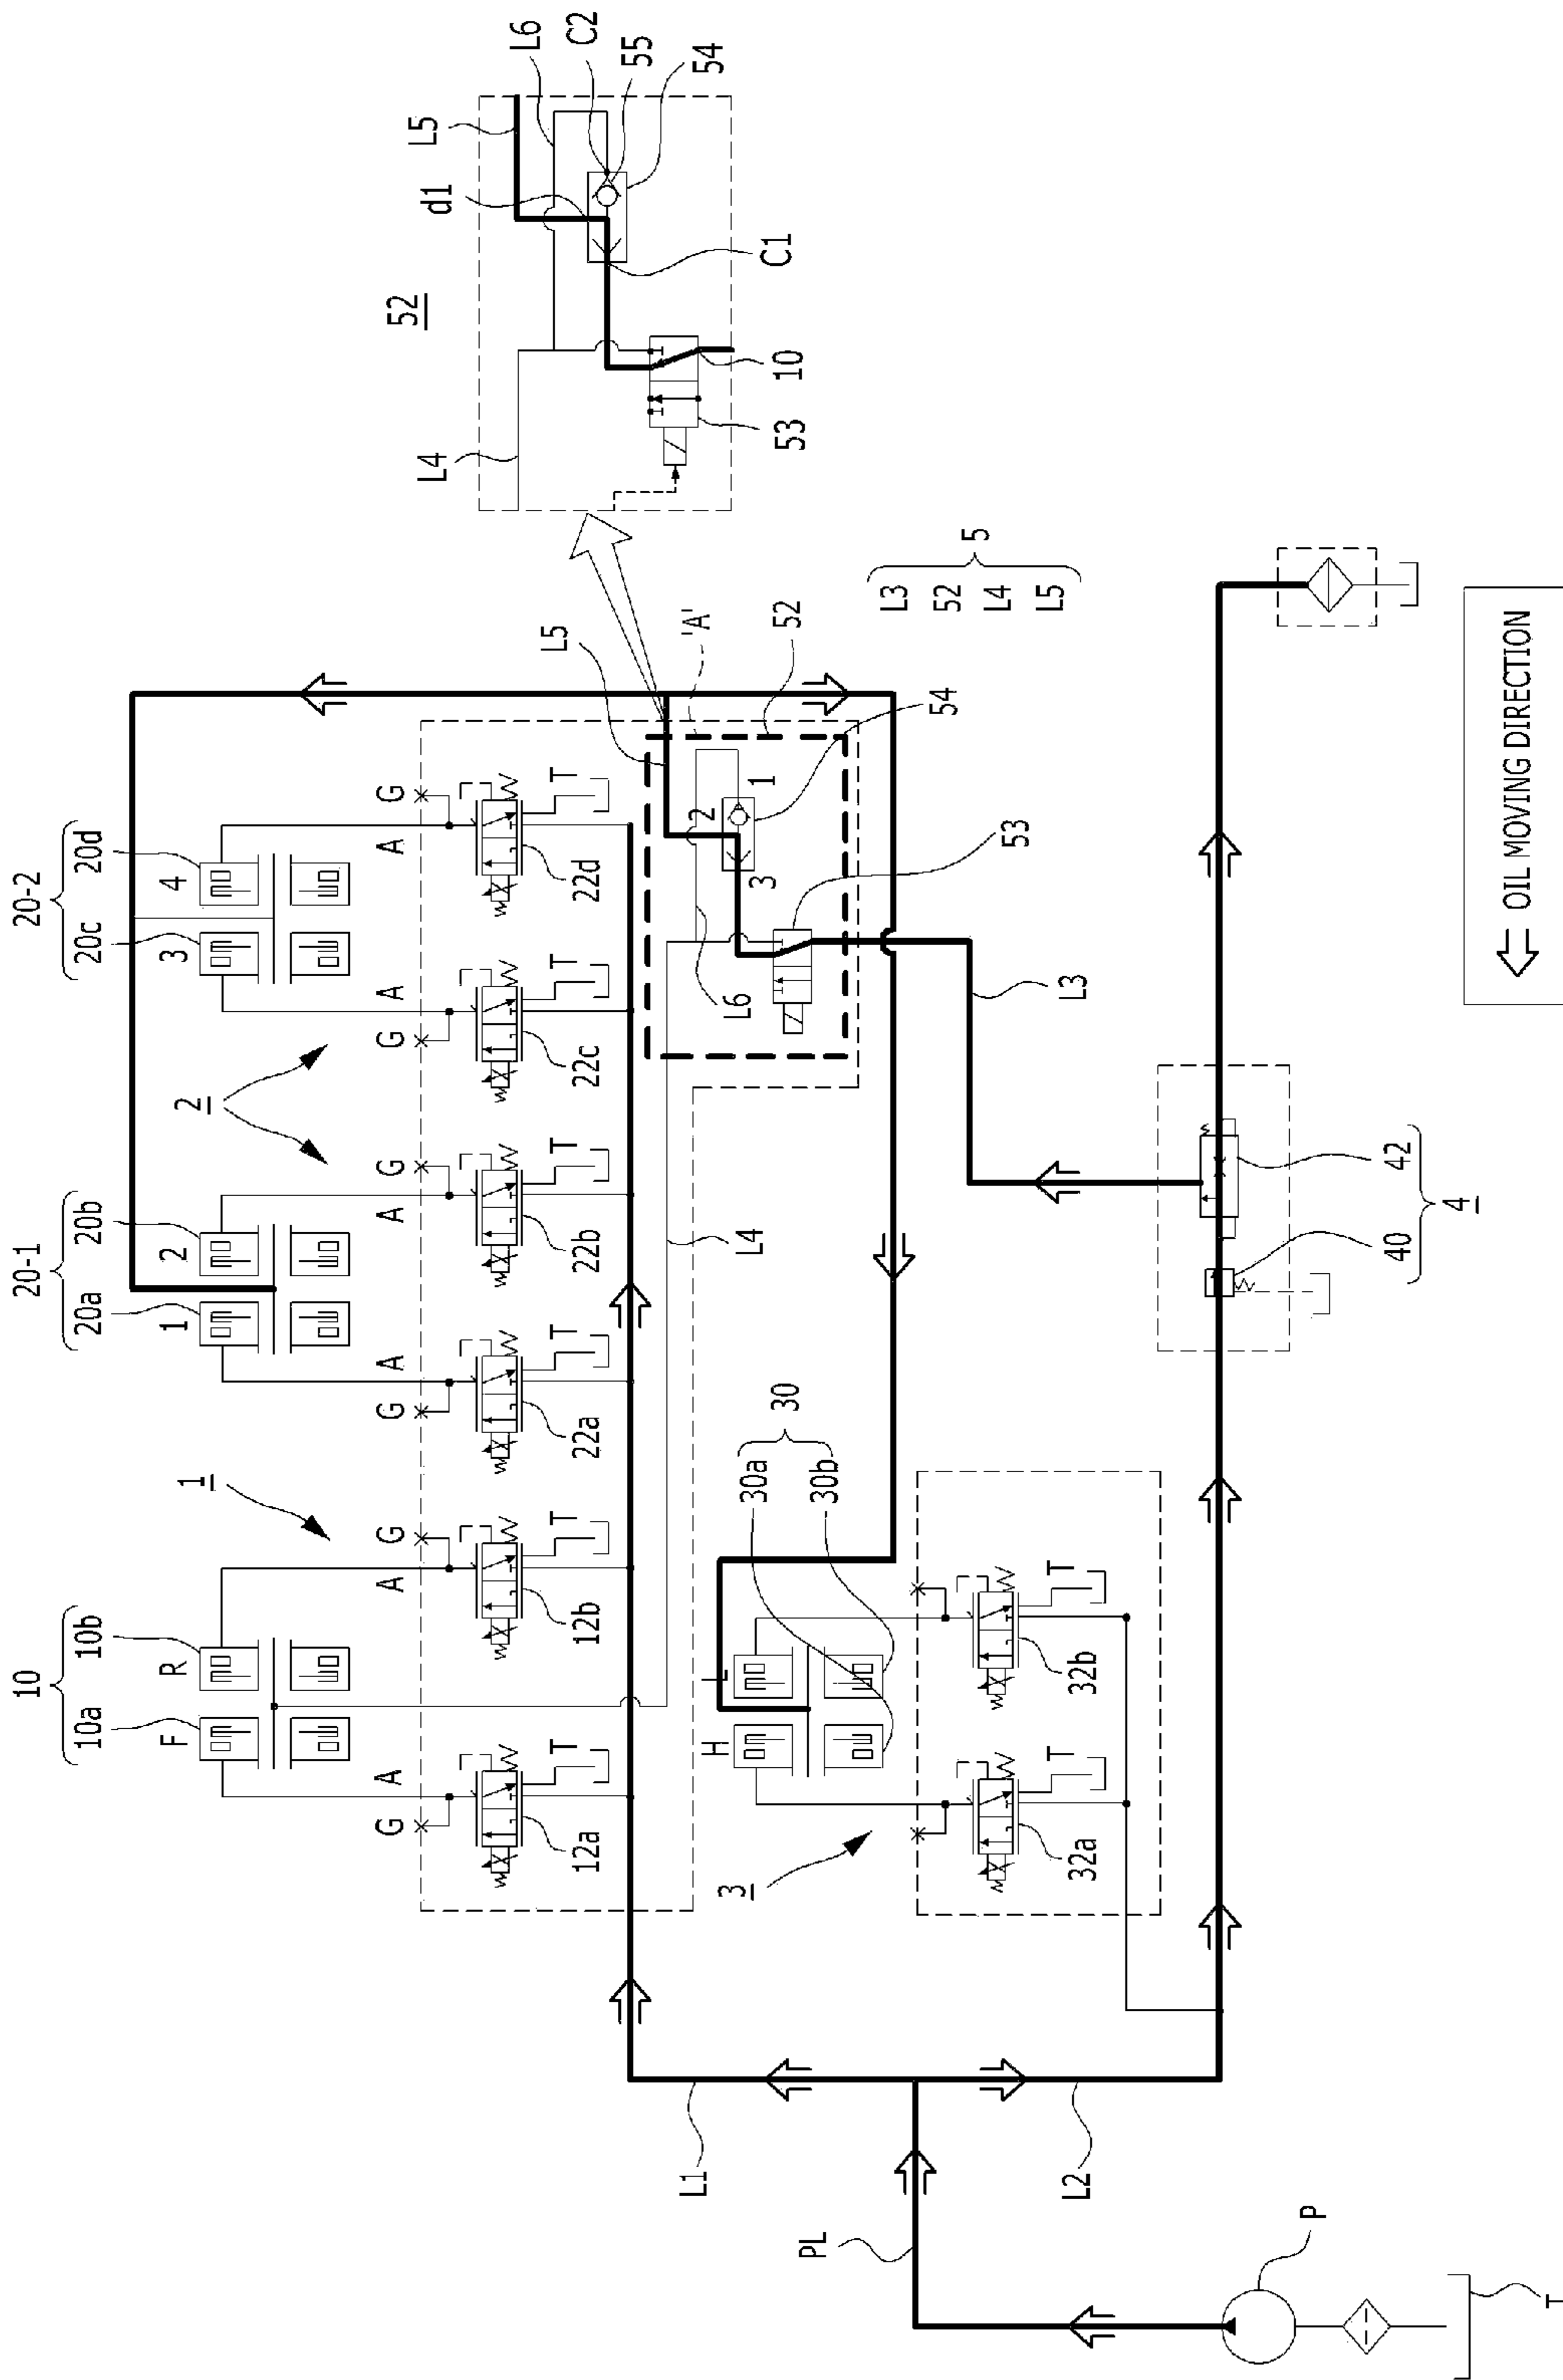 10 20-1 20-2
10a 10b 20a 20b 20c 20d
F R 1 2 3 4
1 2
G A A G G A A G G A A G
T T T T T T
12a 12b 22a 22b 22c 22d
52
L4 d1 L5
L6
C2
55
54
C1
10
53
L5
'A'
52
54
2 1
3
L6
53
L4
L1
H L
30a 30
30b
3
T T
32a 32b
PL
L2
L3
L3
52 5
L4
L5
40 42
4
P
T
OIL MOVING DIRECTION